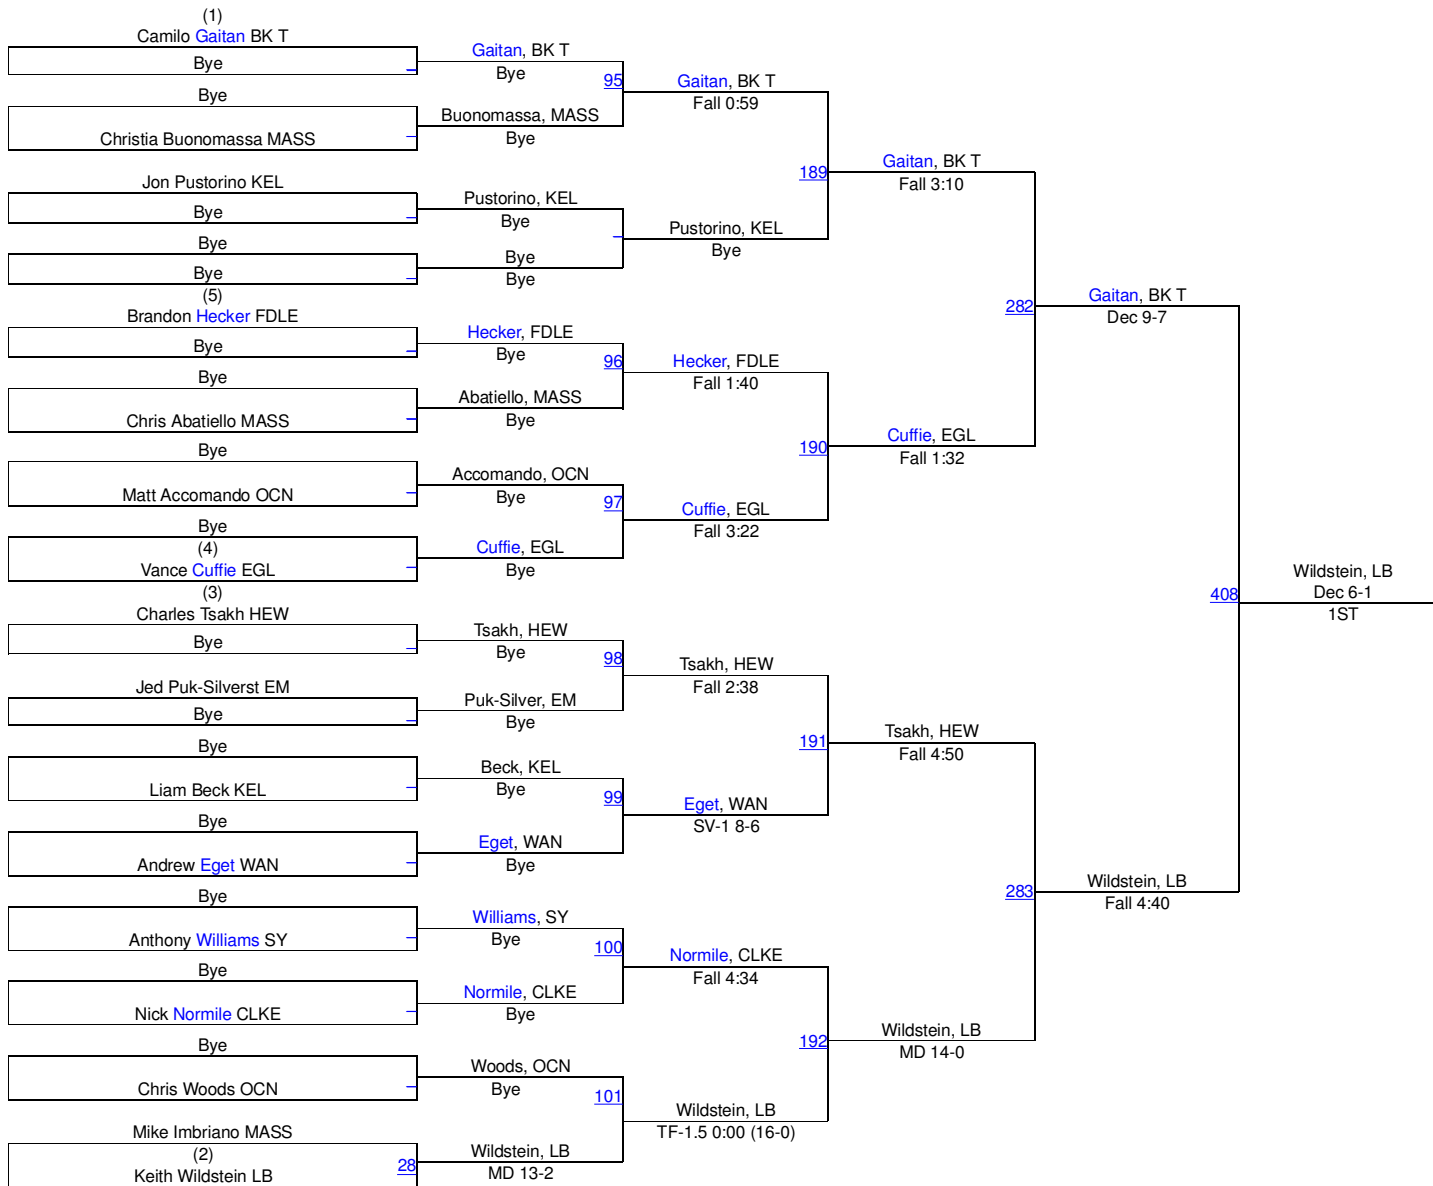 (1)
Camilo Gaitan BK T
Bye
Bye
Christia Buonomassa MASS
Jon Pustorino KEL
Bye
Bye
Bye
(5)
Brandon Hecker FDLE
Bye
Bye
Chris Abatiello MASS
Bye
Matt Accomando OCN
Bye
(4)
Vance Cuffie EGL
(3)
Charles Tsakh HEW
Bye
Jed Puk-Silverst EM
Bye
Bye
Liam Beck KEL
Bye
Andrew Eget WAN
Bye
Anthony Williams SY
Bye
Nick Normile CLKE
Bye
Chris Woods OCN
Mike Imbriano MASS
(2)
Keith Wildstein LB
28
Gaitan, BK T
Bye
95
Buonomassa, MASS
Bye
Pustorino, KEL
Bye
Bye
Bye
Hecker, FDLE
Bye
96
Abatiello, MASS
Bye
Accomando, OCN
Bye
97
Cuffie, EGL
Bye
Tsakh, HEW
Bye
98
Puk-Silver, EM
Bye
Beck, KEL
Bye
99
Eget, WAN
Bye
Williams, SY
Bye
100
Normile, CLKE
Bye
Woods, OCN
Bye
101
Wildstein, LB
MD 13-2
Gaitan, BK T
Fall 0:59
189
Pustorino, KEL
Bye
Hecker, FDLE
Fall 1:40
190
Cuffie, EGL
Fall 3:22
Tsakh, HEW
Fall 2:38
191
Eget, WAN
SV-1 8-6
Normile, CLKE
Fall 4:34
192
Wildstein, LB
TF-1.5 0:00 (16-0)
Gaitan, BK T
Fall 3:10
282
Cuffie, EGL
Fall 1:32
Tsakh, HEW
Fall 4:50
283
Wildstein, LB
MD 14-0
Gaitan, BK T
Dec 9-7
408
Wildstein, LB
Fall 4:40
Wildstein, LB
Dec 6-1
1ST